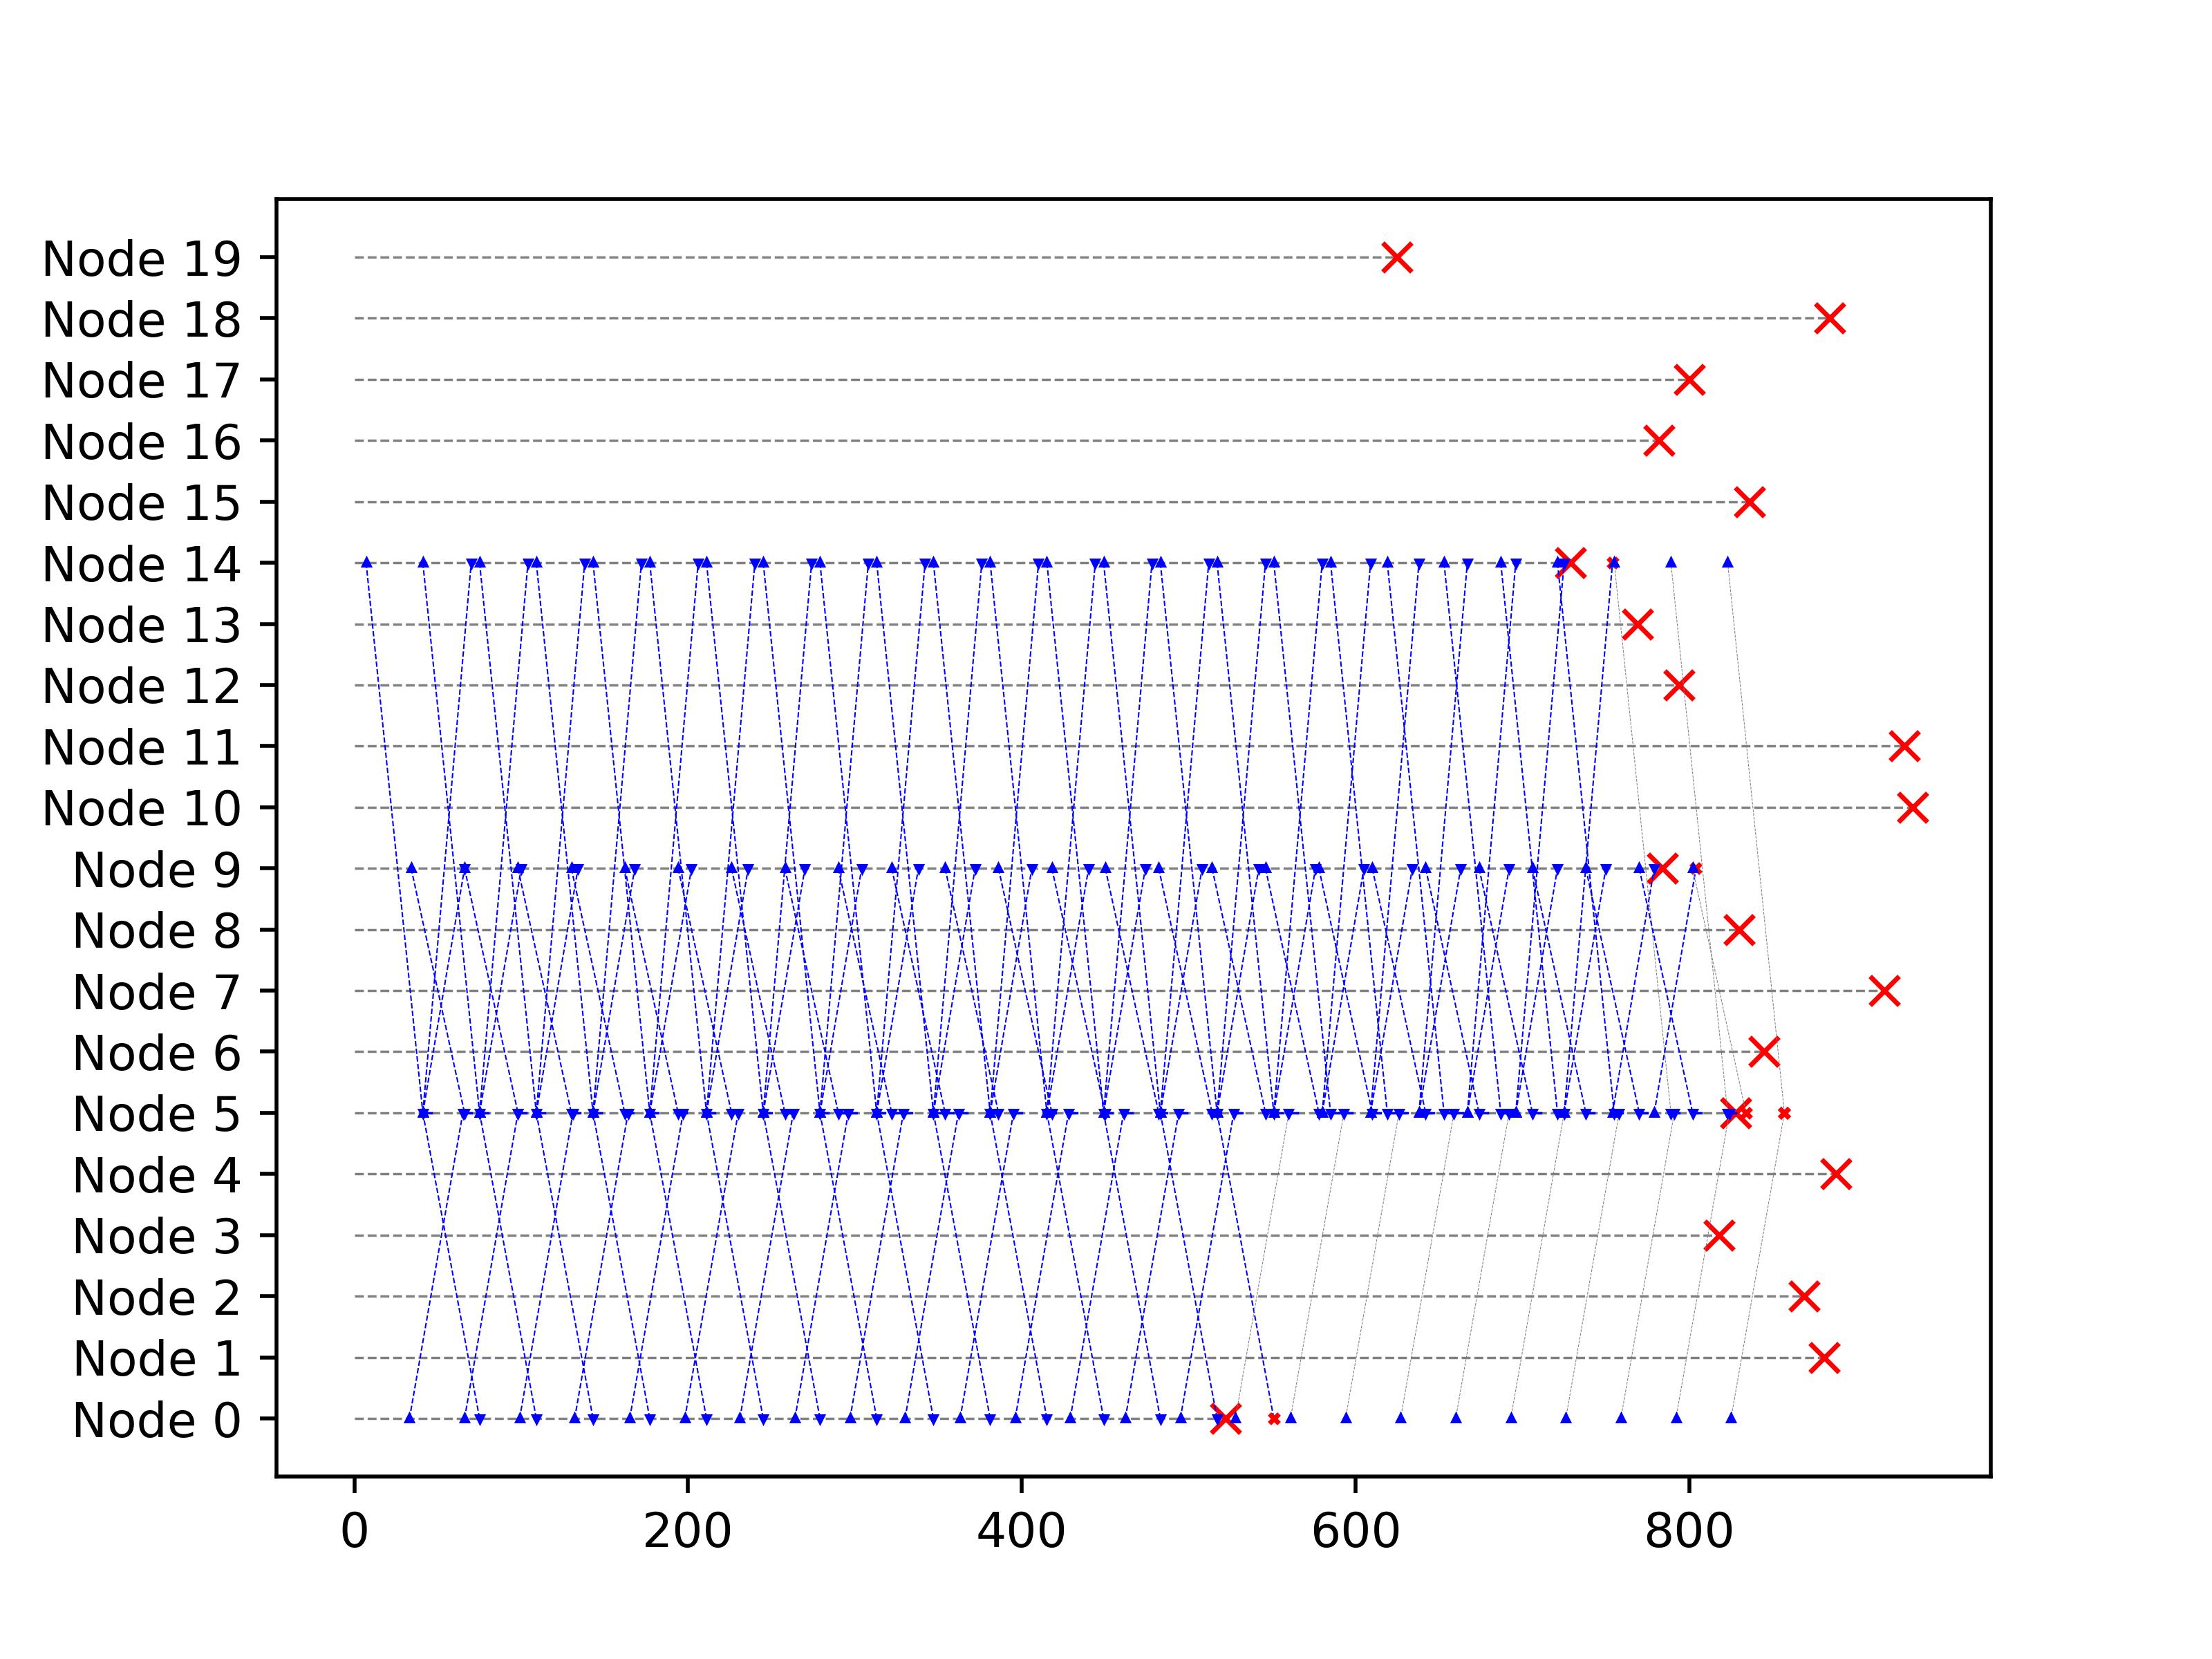 Node 19
Node 18
Node 17
Node 16
Node 15
Node 14
Node 13
Node 12
Node 11
Node 10
Node 9
Node 8
Node 7
Node 6
Node 5
Node 4
Node 3
Node 2
Node 1
Node 0
0 200 400 600 800